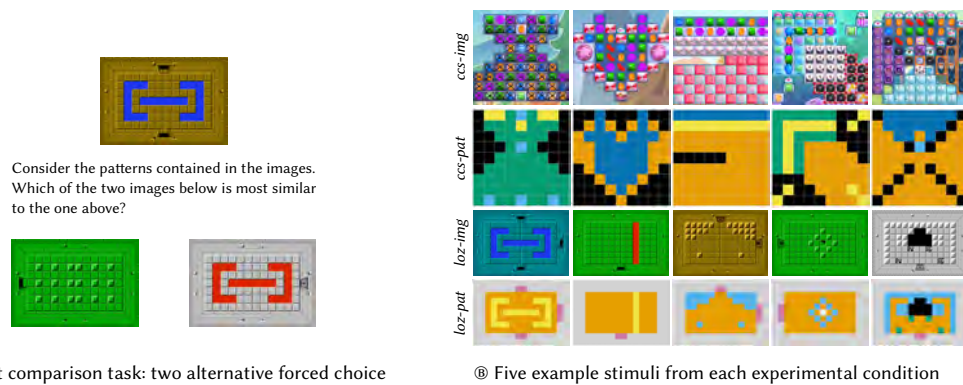 Consider the patterns contained in the images.
Which of the two images below is most similar
to the one above?
ccs-img
ccs-pat
loz-img
loz-pat
comparison task: two alternative forced choice
Ⓑ Five example stimuli from each experimental condition